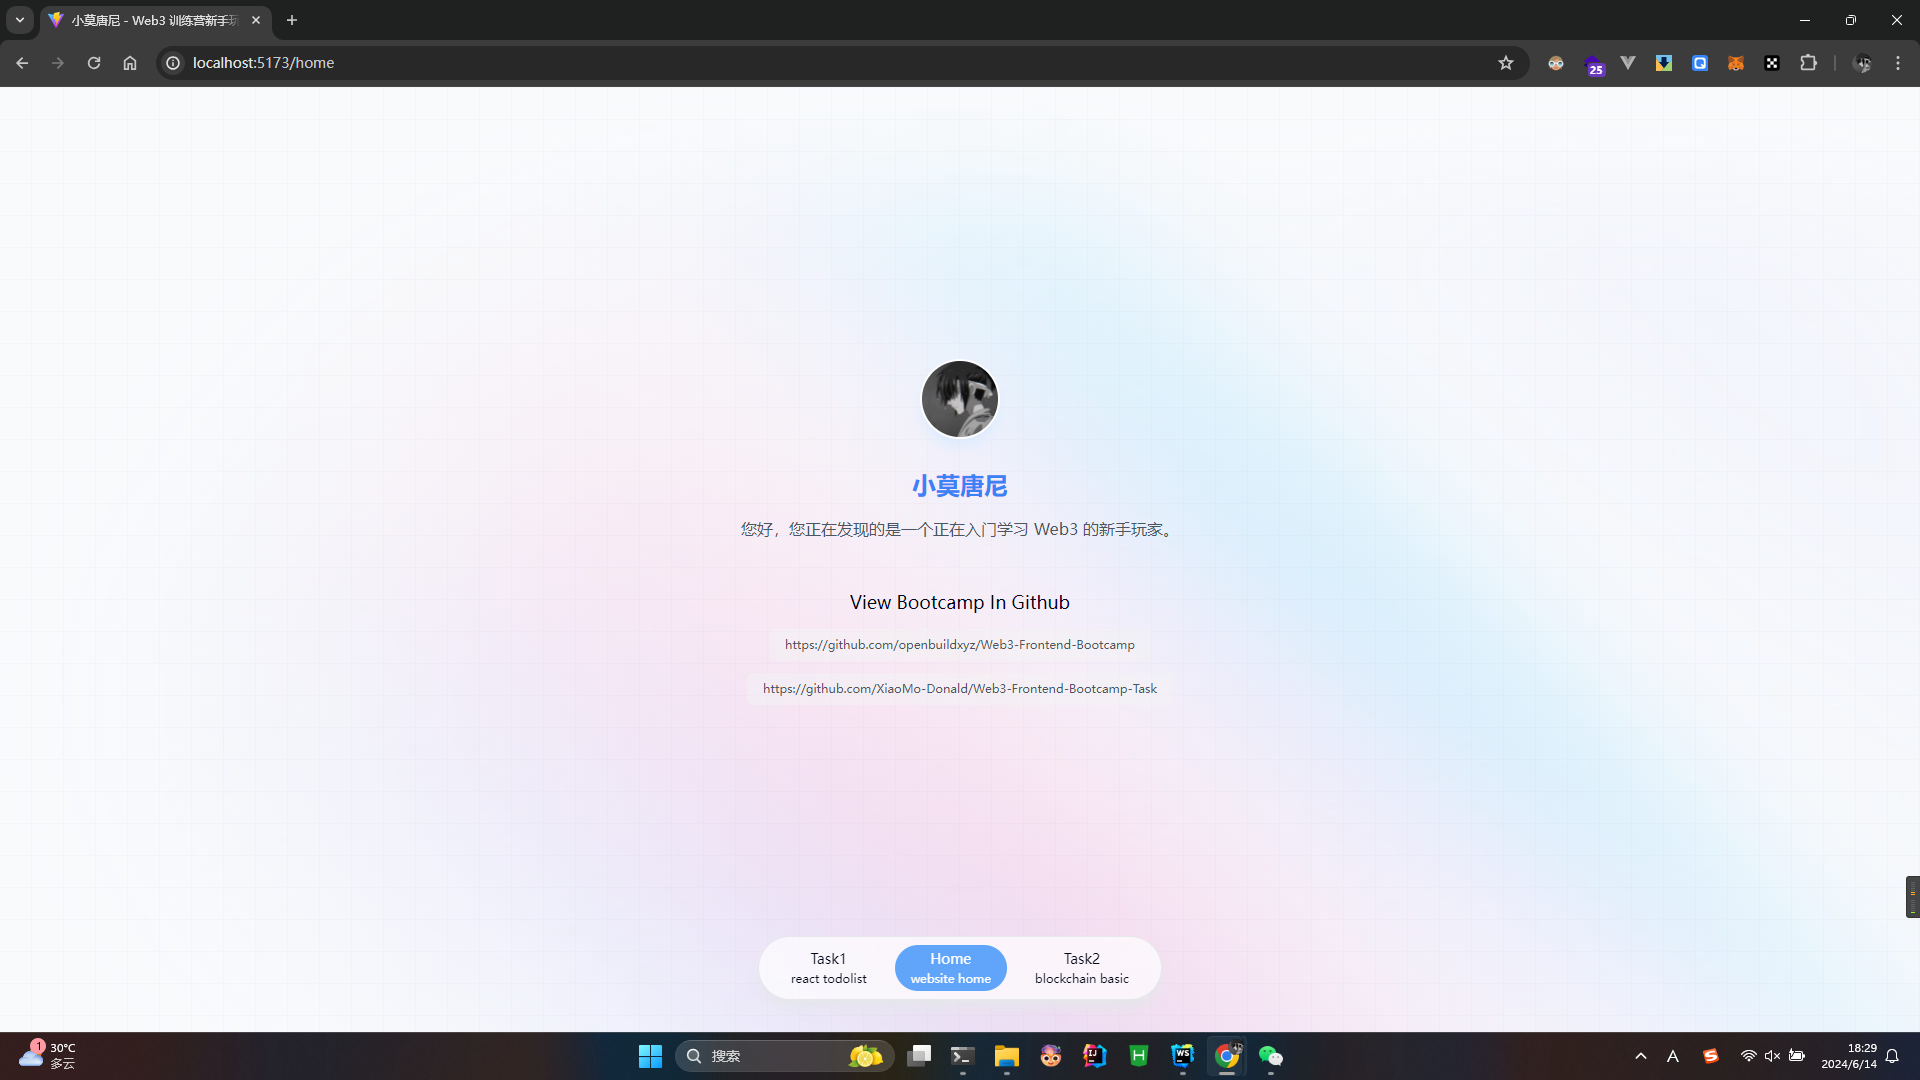 小莫唐尼 - Web3 训练营新手玩
localhost:5173/home
25
小莫唐尼
您好，您正在发现的是一个正在入门学习 Web3 的新手玩家。
View Bootcamp In Github
https://github.com/openbuildxyz/Web3-Frontend-Bootcamp
https://github.com/XiaoMo-Donald/Web3-Frontend-Bootcamp-Task
Task1
react todolist
Home
website home
Task2
blockchain basic
1
30°C
多云
搜索
IJ
H
WS
A
S
18:29
2024/6/14